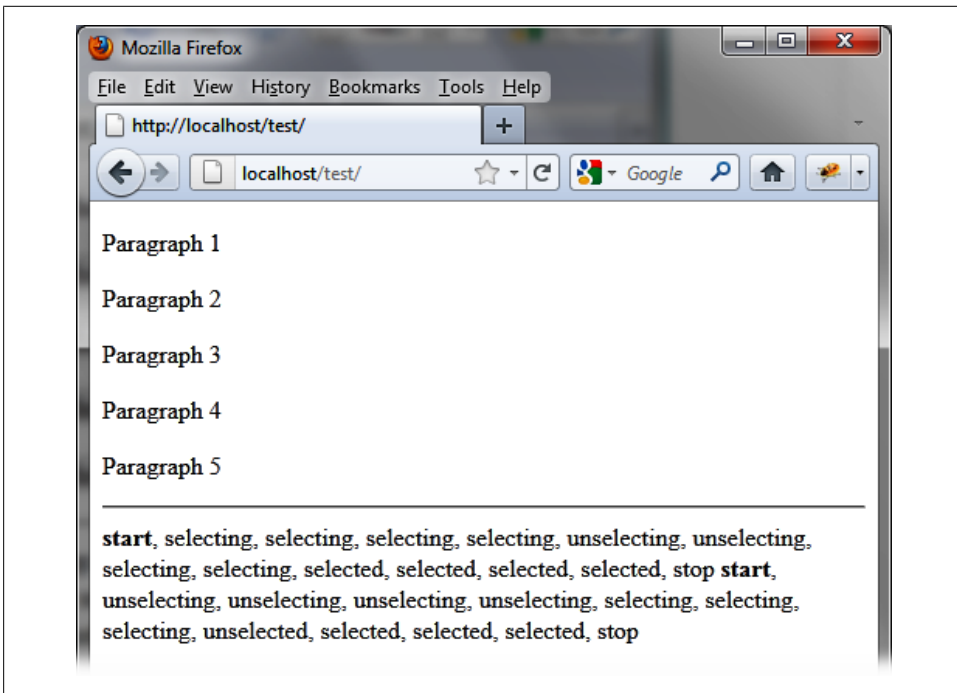 Mozilla Firefox
File Edit View History Bookmarks Tools Help
http://localhost/test/
localhost/test/
Google
Paragraph 1
Paragraph 2
Paragraph 3
Paragraph 4
Paragraph 5
start, selecting, selecting, selecting, selecting, unselecting, unselecting,
selecting, selecting, selected, selected, selected, selected, stop start,
unselecting, unselecting, unselecting, unselecting, selecting, selecting,
selecting, unselected, selected, selected, selected, stop